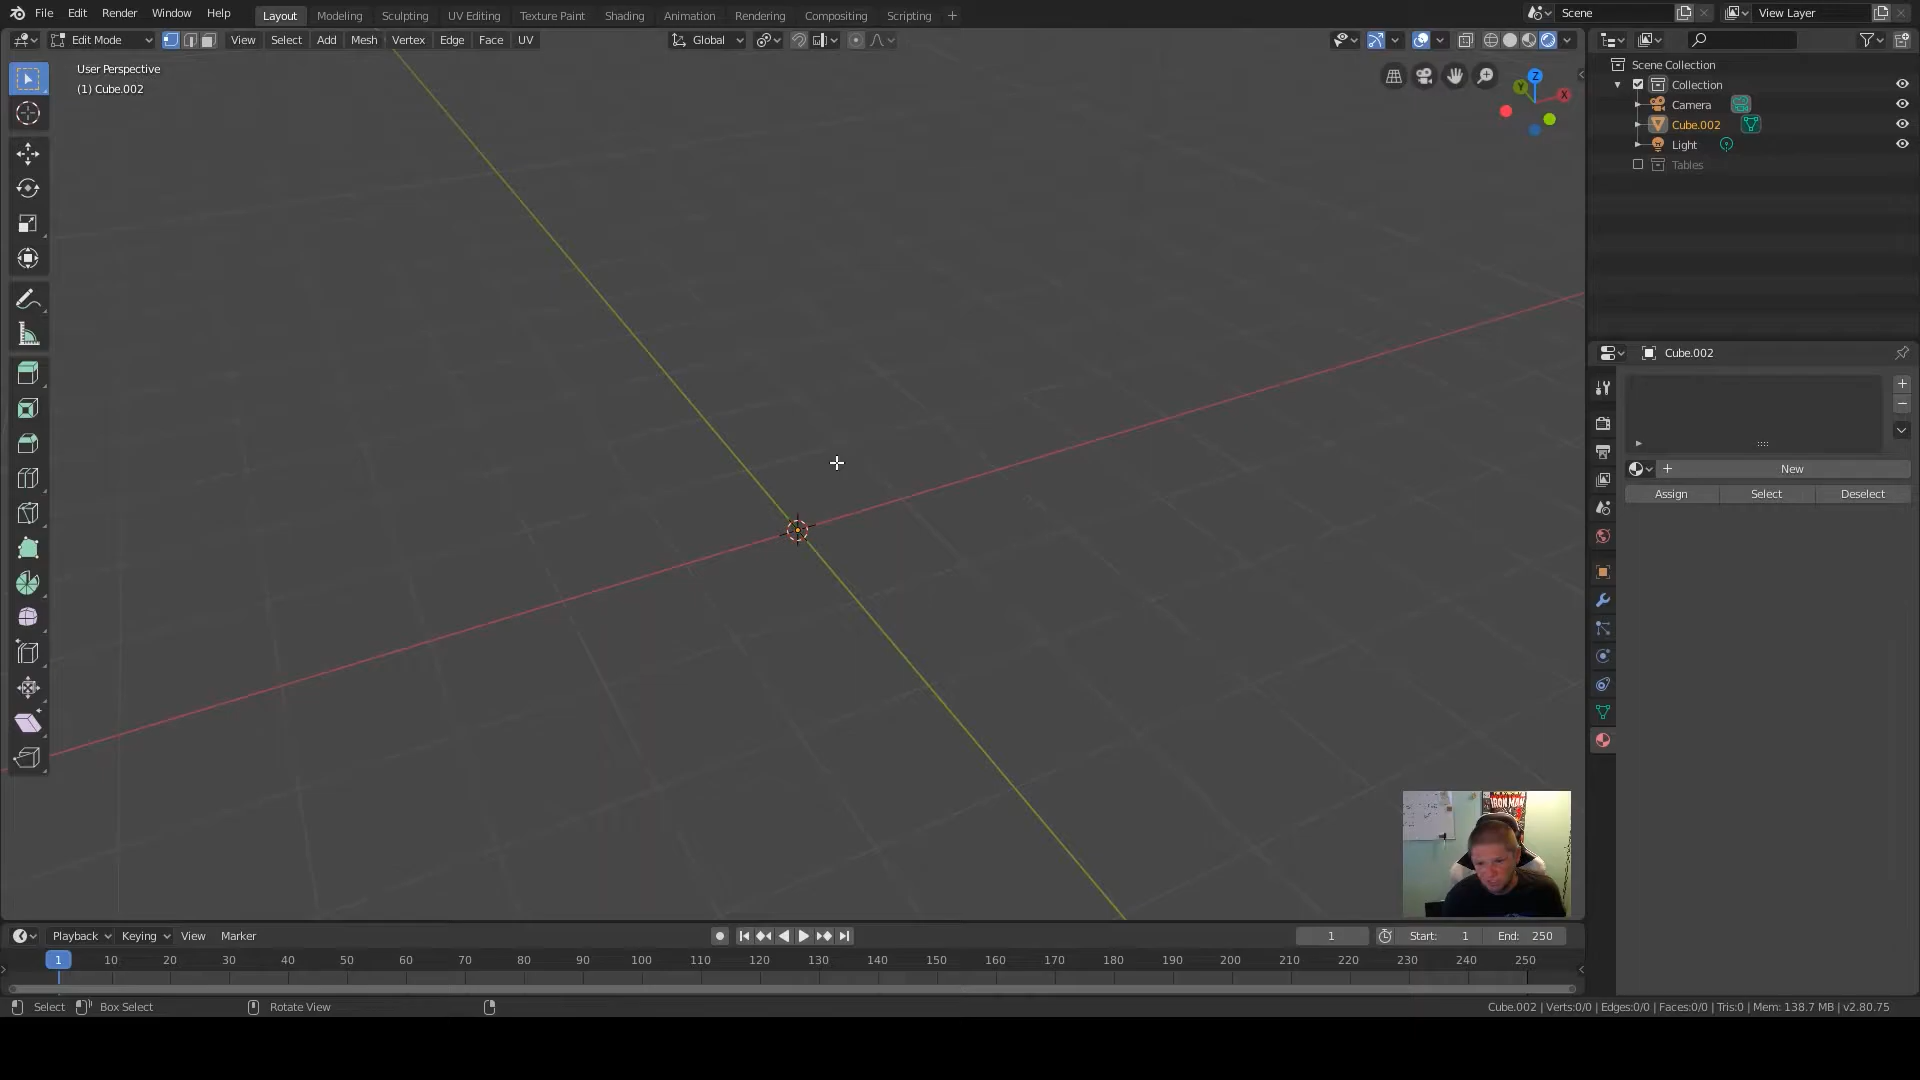 File Edit Render Window Help Layout Modeling Sculpting UV Editing Texture Paint Shading Animation Rendering Compositing Scripting + Scene View Layer
Edit Mode View Select Add Mesh Vertex Edge Face UV Global
User Perspective
(1) Cube.002
Z
Y
X
Scene Collection
Collection
Camera
Cube.002
Light
Tables
Cube.002
+ New
Assign Select Deselect
IRON MAN
Playback Keying View Marker 1 Start: 1 End: 250
1 10 20 30 40 50 60 70 80 90 100 110 120 130 140 150 160 170 180 190 200 210 220 230 240 250
Select Box Select Rotate View Cube.002 | Verts:0/0 | Edges:0/0 | Faces:0/0 | Tris:0 | Mem: 138.7 MB | v2.80.75